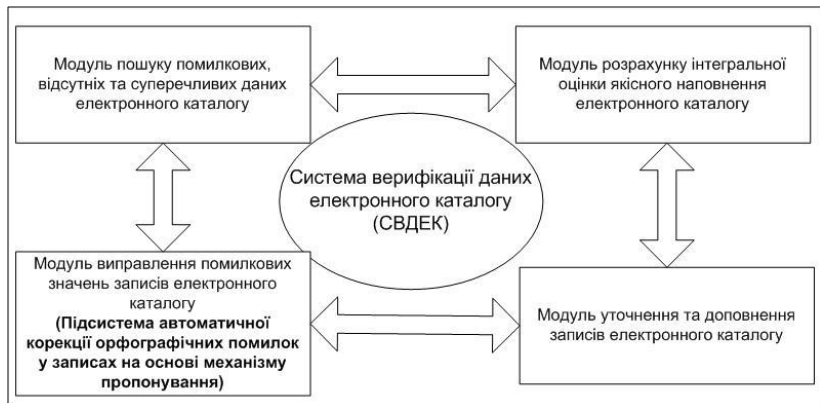 Модуль пошуку помилкових,
відсутніх та суперечливих даних
електронного каталогу
Модуль розрахунку інтегральної
оцінки якісного наповнення
електронного каталогу
Система верифікації даних
електронного каталогу
(СВДЕК)
Модуль виправлення помилкових
значень записів електронного
каталогу
(Підсистема автоматичної
корекції орфографічних помилок
у записах на основі механізму
пропонування)
Модуль уточнення та доповнення
записів електронного каталогу